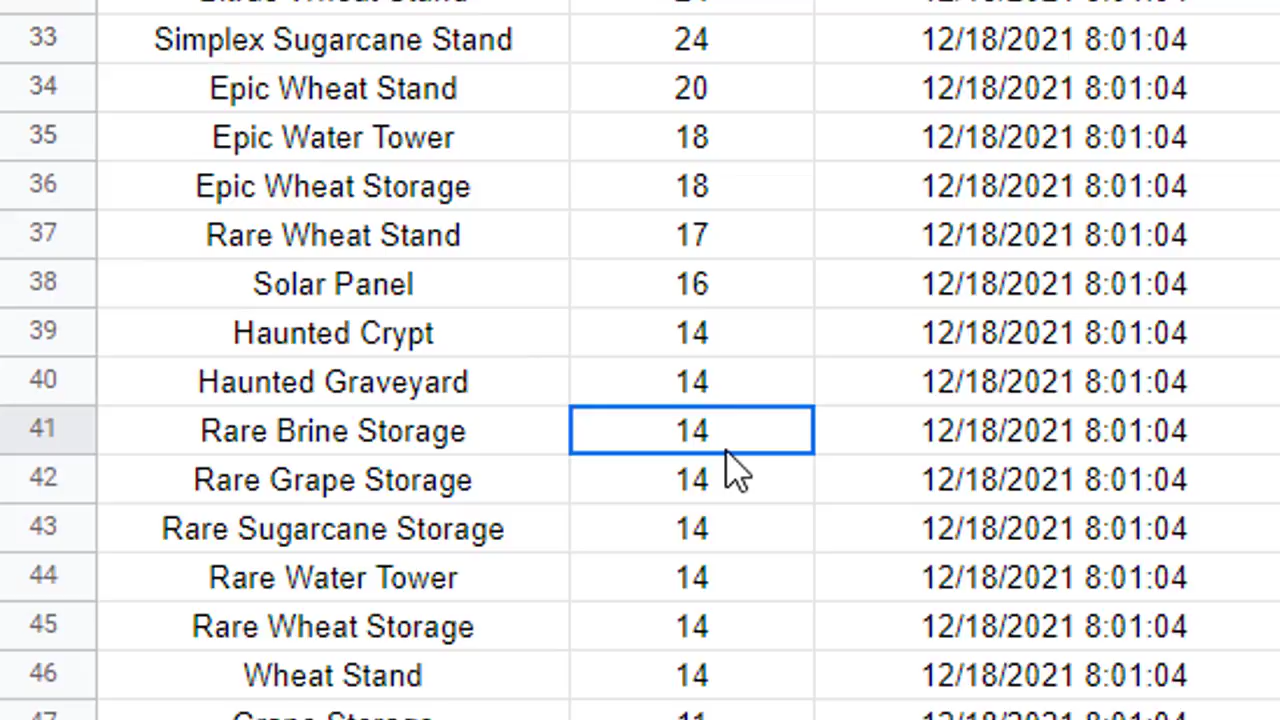 33 Simplex Sugarcane Stand 24 12/18/2021 8:01:04
34 Epic Wheat Stand 20 12/18/2021 8:01:04
35 Epic Water Tower 18 12/18/2021 8:01:04
36 Epic Wheat Storage 18 12/18/2021 8:01:04
37 Rare Wheat Stand 17 12/18/2021 8:01:04
38 Solar Panel 16 12/18/2021 8:01:04
39 Haunted Crypt 14 12/18/2021 8:01:04
40 Haunted Graveyard 14 12/18/2021 8:01:04
41 Rare Brine Storage 14 12/18/2021 8:01:04
42 Rare Grape Storage 14 12/18/2021 8:01:04
43 Rare Sugarcane Storage 14 12/18/2021 8:01:04
44 Rare Water Tower 14 12/18/2021 8:01:04
45 Rare Wheat Storage 14 12/18/2021 8:01:04
46 Wheat Stand 14 12/18/2021 8:01:04